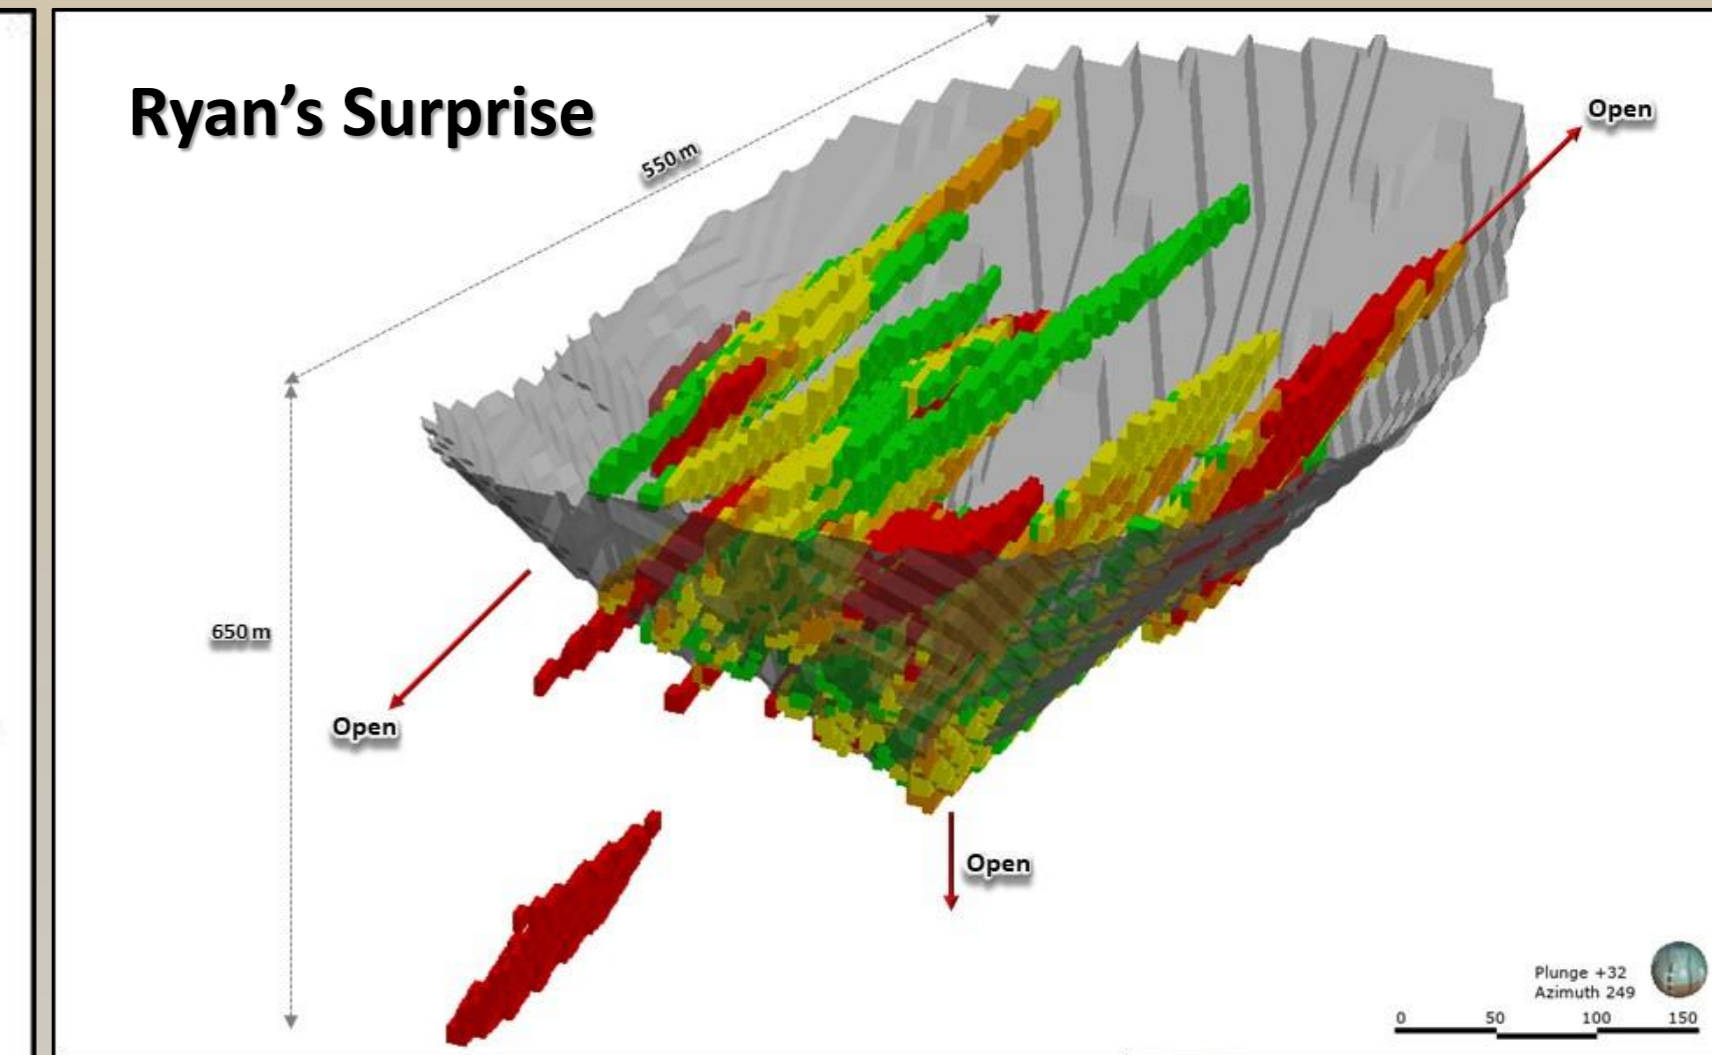 Ryan’s Surprise
550 m
Open
650 m
Open
Open
Plunge +32
Azimuth 249
0 50 100 150